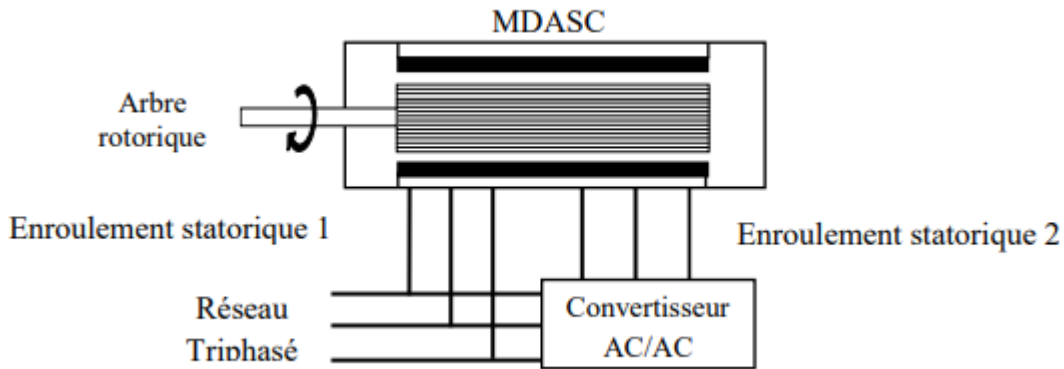 MDASC
Arbre
rotorique
Enroulement statorique 1
Enroulement statorique 2
Réseau
Triphasé
Convertisseur
AC/AC